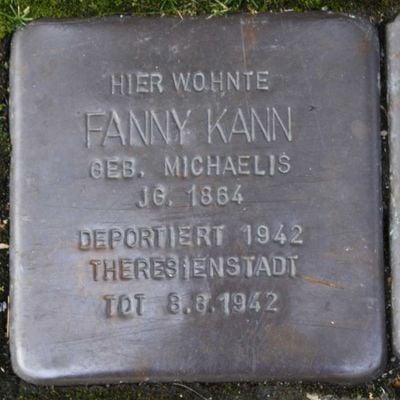 HIER WOHNTE
FANNY KANN
GEB. MICHAELIS
JG. 1864
DEPORTIERT 1942
THERESIENSTADT
TOT 8.8.1942